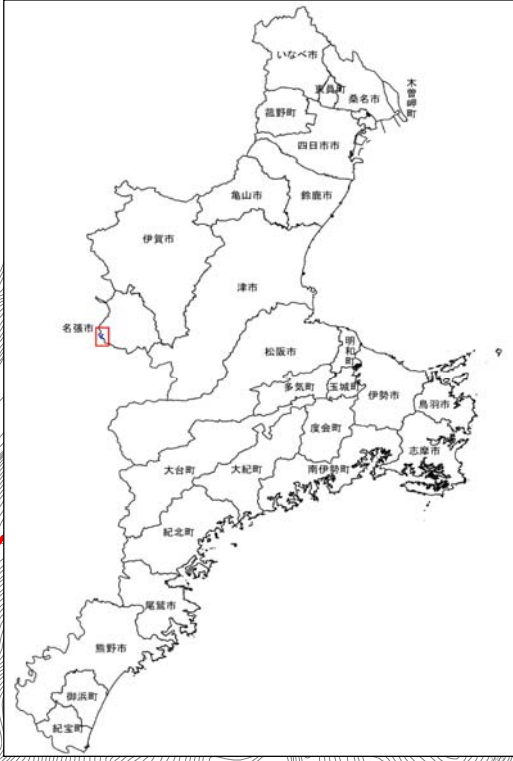 いなべ市
東員町
桑名市
木曽岬町
菰野町
四日市市
亀山市
鈴鹿市
伊賀市
津市
名張市
松阪市
明和町
多気町
玉城町
伊勢市
鳥羽市
度会町
志摩市
大台町
大紀町
南伊勢町
紀北町
尾鷲市
熊野市
御浜町
紀宝町